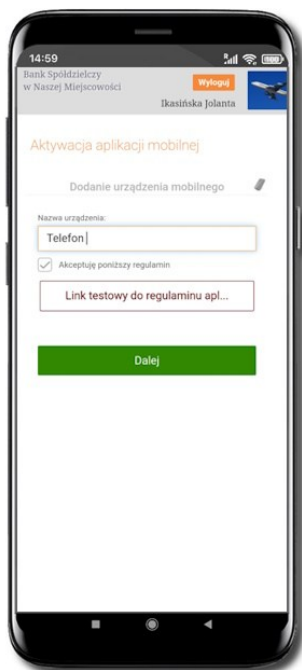 14:59
Bank Spółdzielczy
w Naszej Miejscowości
Wyloguj
Ikasińska Jolanta
Aktywacja aplikacji mobilnej
Dodanie urządzenia mobilnego
Nazwa urządzenia:
Telefon
Akceptuję poniższy regulamin
Link testowy do regulaminu apl...
Dalej